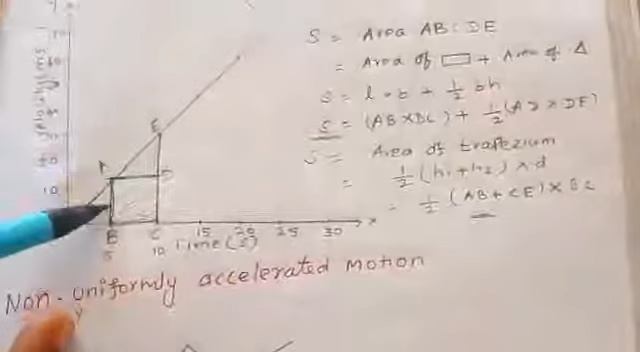 S = Area ABCDE
= Area of ▭ + Area of Δ
S = l × b + 1/2 bh
S = (AB × BC) + 1/2 (AD × DE)
S = Area of trapezium
= 1/2 (h1 + h2) × d
= 1/2 (AB + CE) × BC
E
A
D
10
B
C
15
20
25
30
x
5
10
Time(s)
Non-uniformly accelerated motion